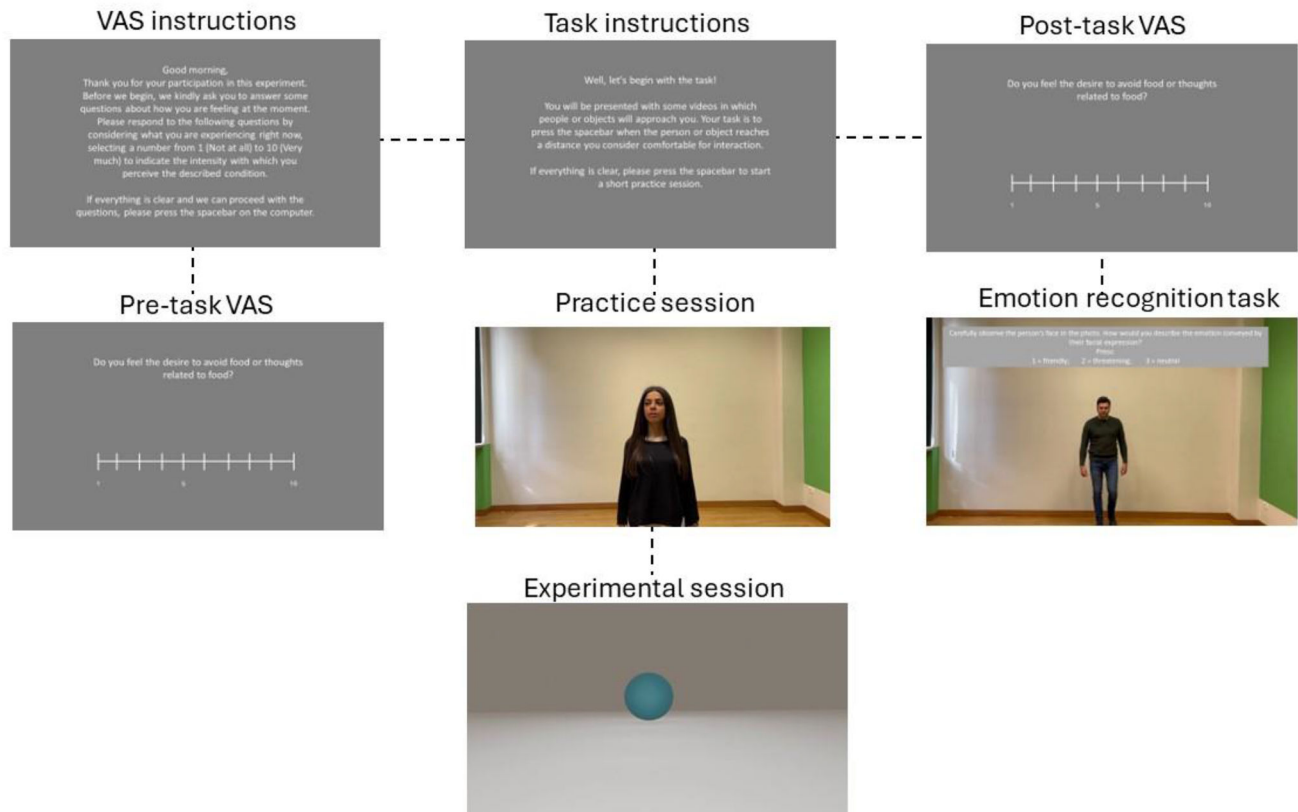 VAS instructions
Good morning,
Thank you for your participation in this experiment.
Before we begin, we kindly ask you to answer some
questions about how you are feeling at the moment.
Please respond to the following questions by
considering what you are experiencing right now,
selecting a number from 1 (Not at all) to 10 (Very
much) to indicate the intensity with which you
perceive the described condition.
If everything is clear and we can proceed with the
questions, please press the spacebar on the computer.
Pre-task VAS
Do you feel the desire to avoid food or thoughts
related to food?
1 5 10
Task instructions
Well, let's begin with the task!
You will be presented with some videos in which
people or objects will approach you. Your task is to
press the spacebar when the person or object reaches
a distance you consider comfortable for interaction.
If everything is clear, please press the spacebar to start
a short practice session.
Practice session
Experimental session
Post-task VAS
Do you feel the desire to avoid food or thoughts
related to food?
1 5 10
Emotion recognition task
Carefully observe the person's face in the photo. How would you describe the emotion conveyed by
their facial expression?
Press:
1 = friendly; 2 = threatening; 3 = neutral